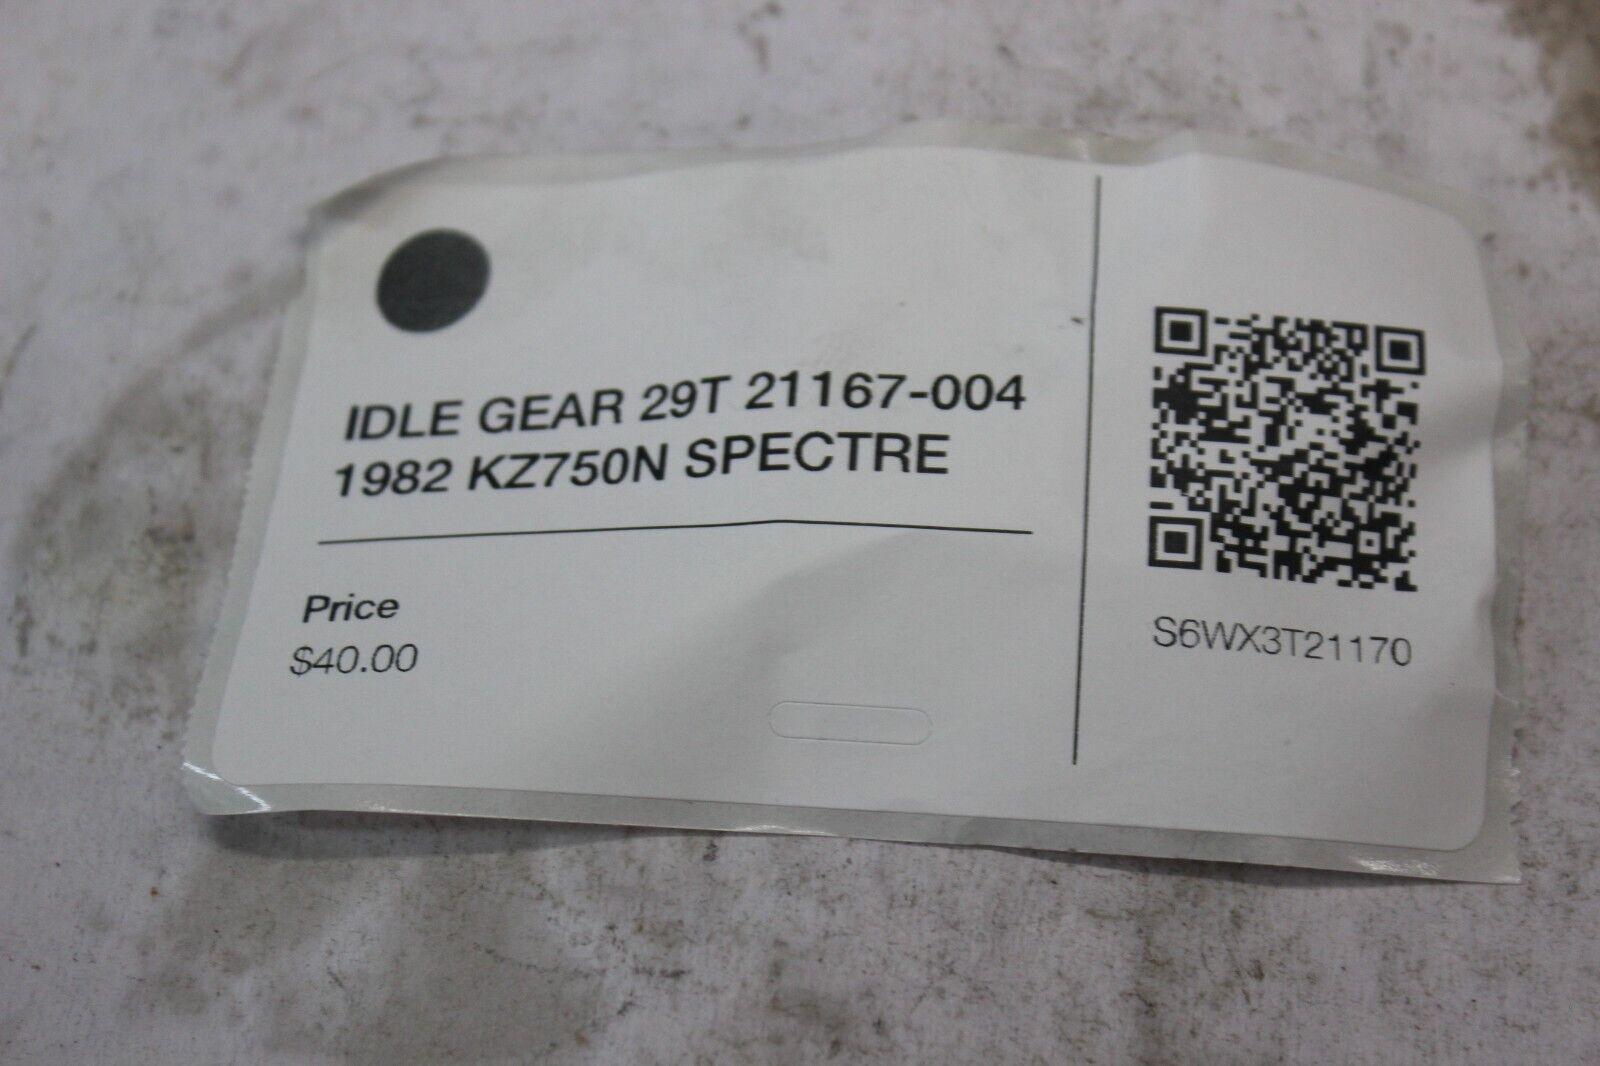 IDLE GEAR 29T 21167-004
1982 KZ750N SPECTRE
Price
$40.00
S6WX3T21170